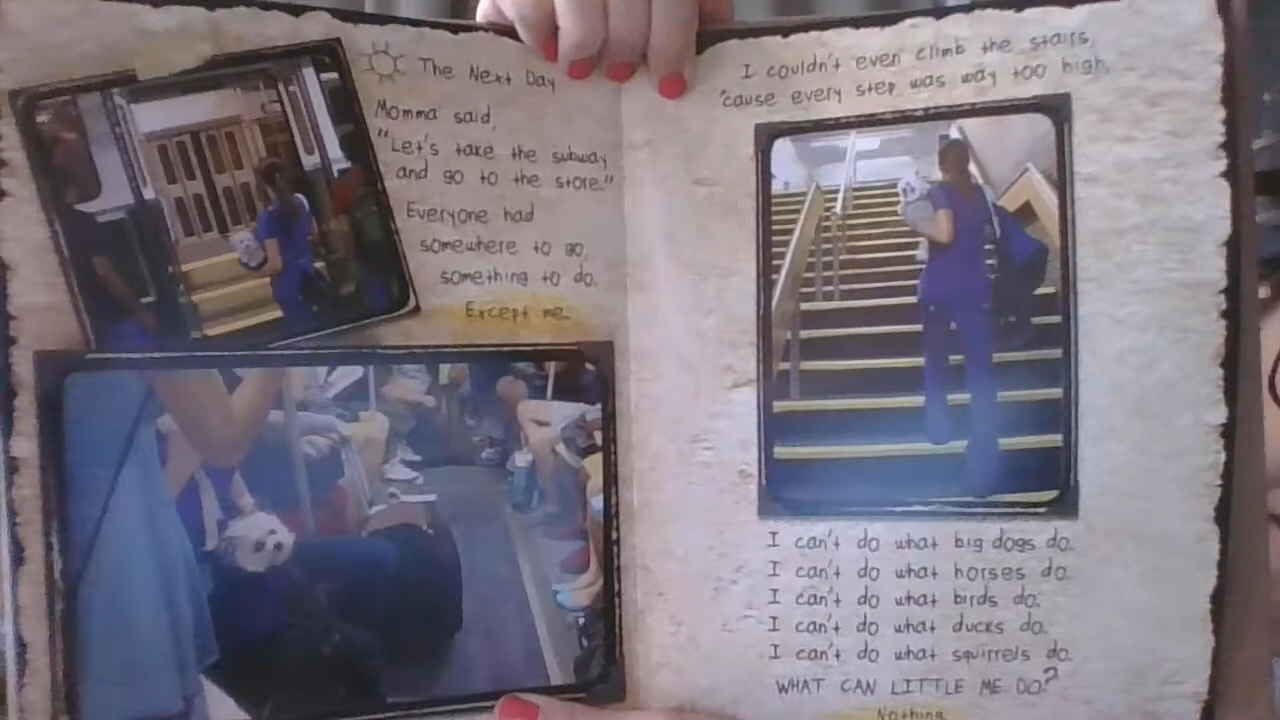 The Next Day
Momma said,
"Let's take the subway
and go to the store."
Everyone had
somewhere to go,
something to do.
Except me.
I couldn't even climb the stairs,
'cause every step was way too high.
I can't do what big dogs do.
I can't do what horses do.
I can't do what birds do.
I can't do what ducks do.
I can't do what squirrels do.
WHAT CAN LITTLE ME DO?
Nothing